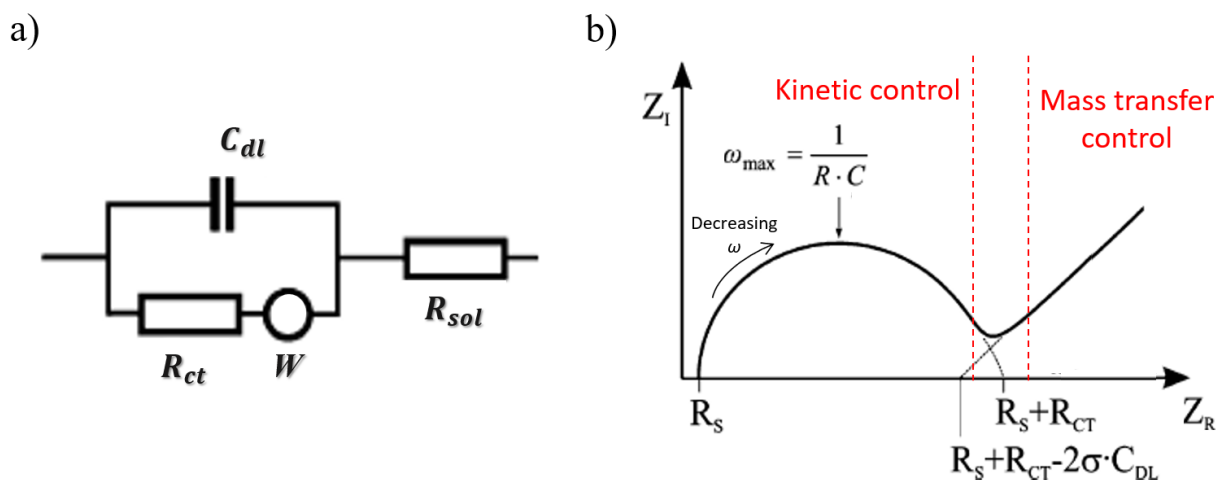 a)
C_dl
R_ct
W
R_sol
b)
Z_I
Kinetic control
Mass transfer
control
ω_max = 1 / (R · C)
Decreasing
ω
R_S
R_S+R_CT
Z_R
R_S+R_CT-2σ·C_DL